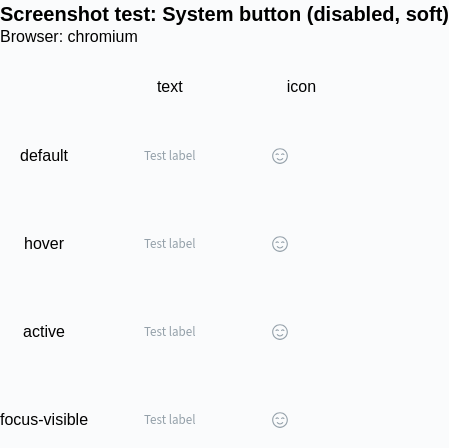 Screenshot test: System button (disabled, soft)
Browser: chromium
text icon
default Test label
hover Test label
active Test label
focus-visible Test label